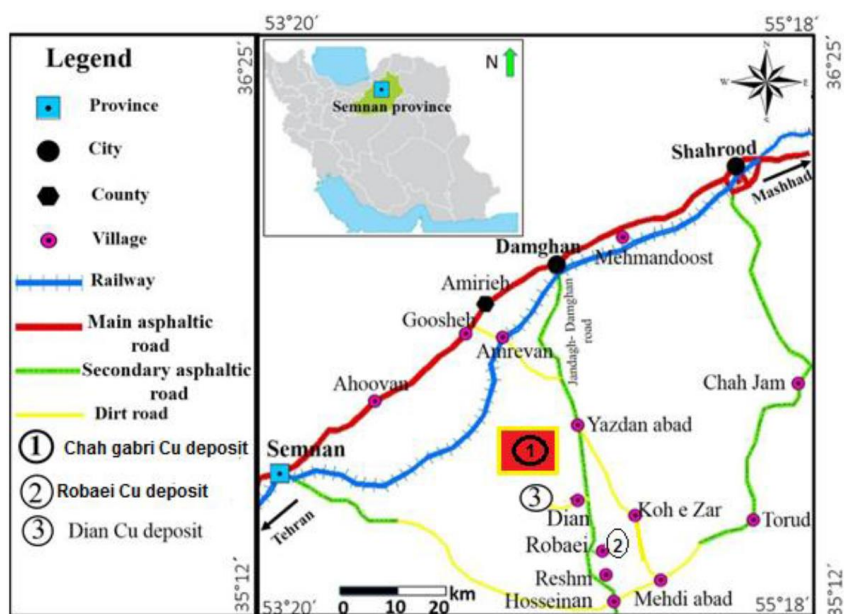 53°20
55°18´
36°25´
36°25´
Legend
Province
City
County
Village
Railway
Main asphaltic
road
Secondary asphaltic
road
Dirt road
1 Chah gabri Cu deposit
2 Robaei Cu deposit
3 Dian Cu deposit
N
Semnan province
N
W
E
S
Shahrood
Mashhad
Damghan
Mehmandoost
Amirieh
Goosheh
Amrevan
Jandagh- Damghan
road
Ahoovan
Chah Jam
Yazdan abad
Semnan
1
3
Dian
Koh e Zar
Torud
Tehran
Robaei
2
Reshm
Hosseinan
Mehdi abad
km
0 10 20
35°12´
35°12´
53°20
55°18´